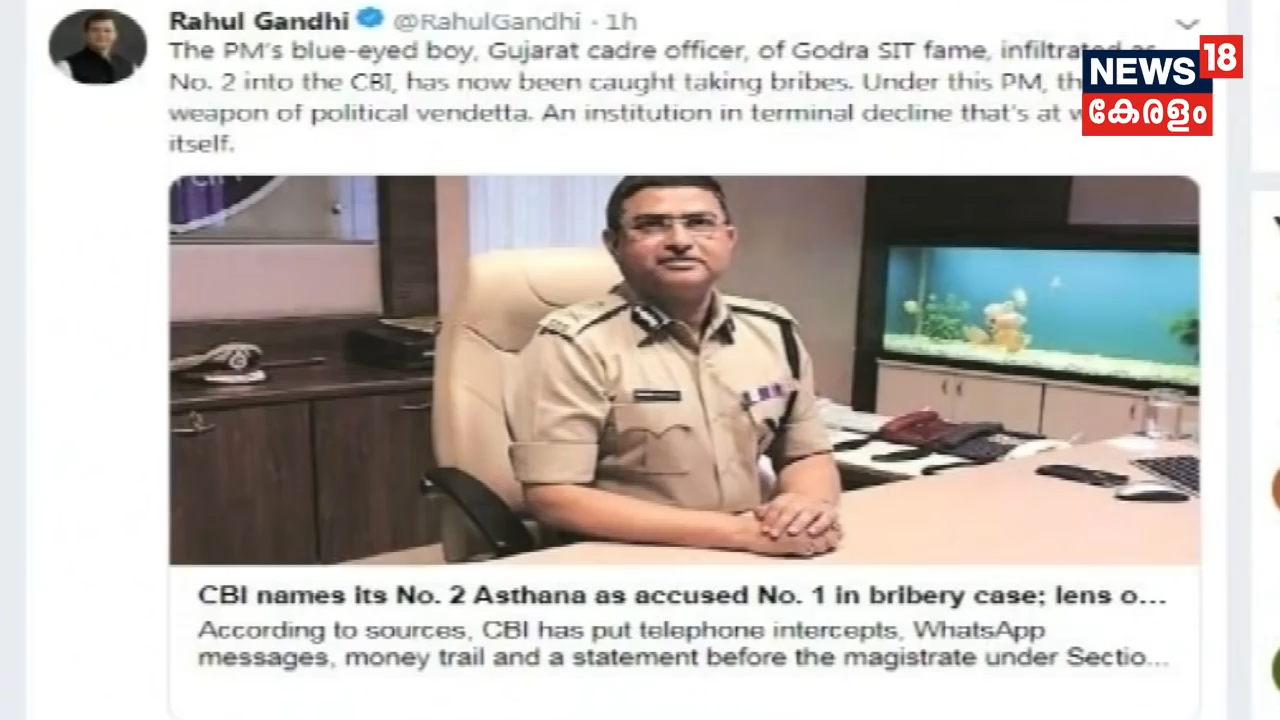 Rahul Gandhi @RahulGandhi · 1h
The PM's blue-eyed boy, Gujarat cadre officer, of Godra SIT fame, infiltrated as
No. 2 into the CBI, has now been caught taking bribes. Under this PM,
weapon of political vendetta. An institution in terminal decline that's at
itself.
NEWS 18
കേരളം
CBI names its No. 2 Asthana as accused No. 1 in bribery case; lens o...
According to sources, CBI has put telephone intercepts, WhatsApp
messages, money trail and a statement before the magistrate under Sectio...